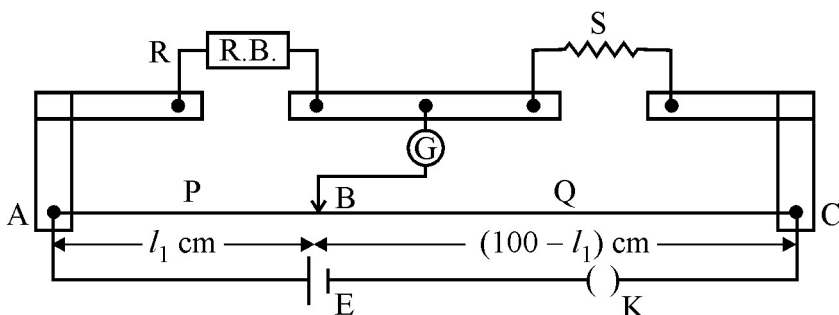 R R.B. S
G
P B Q
A C
l₁ cm (100 – l₁) cm
E K